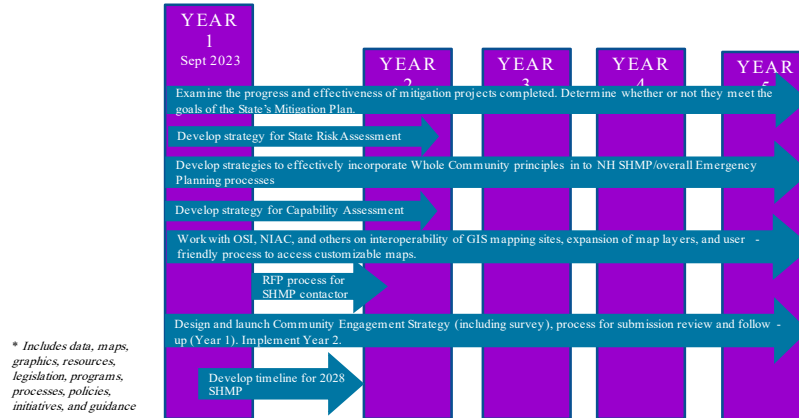 YEAR
1
Sept 2023
YEAR
2
YEAR
3
YEAR
4
YEAR
5
Examine the progress and effectiveness of mitigation projects completed. Determine whether or not they meet the
goals of the State's Mitigation Plan.
Develop strategy for State Risk Assessment
Develop strategies to effectively incorporate Whole Community principles in to NH SHMP/overall Emergency
Planning processes
Develop strategy for Capability Assessment
Work with OSI, NIAC, and others on interoperability of GIS mapping sites, expansion of map layers, and user -
friendly process to access customizable maps.
RFP process for
SHMP contactor
Design and launch Community Engagement Strategy (including survey), process for submission review and follow -
up (Year 1). Implement Year 2.
Develop timeline for 2028
SHMP
* Includes data, maps,
graphics, resources,
legislation, programs,
processes, policies,
initiatives, and guidance